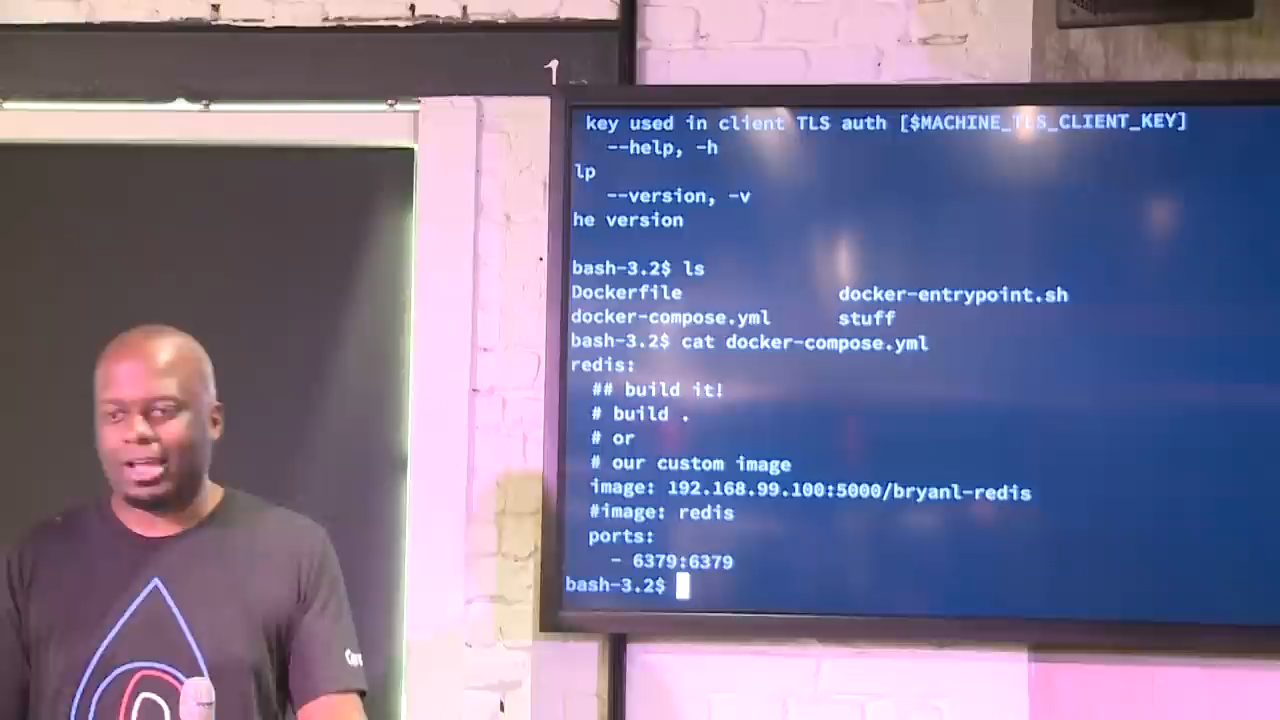 key used in client TLS auth [$MACHINE_TLS_CLIENT_KEY]
--help, -h
lp
--version, -v
he version
bash-3.2$ ls
Dockerfile docker-entrypoint.sh
docker-compose.yml stuff
bash-3.2$ cat docker-compose.yml
redis:
## build it!
# build .
# or
# our custom image
image: 192.168.99.100:5000/bryanl-redis
#image: redis
ports:
- 6379:6379
bash-3.2$